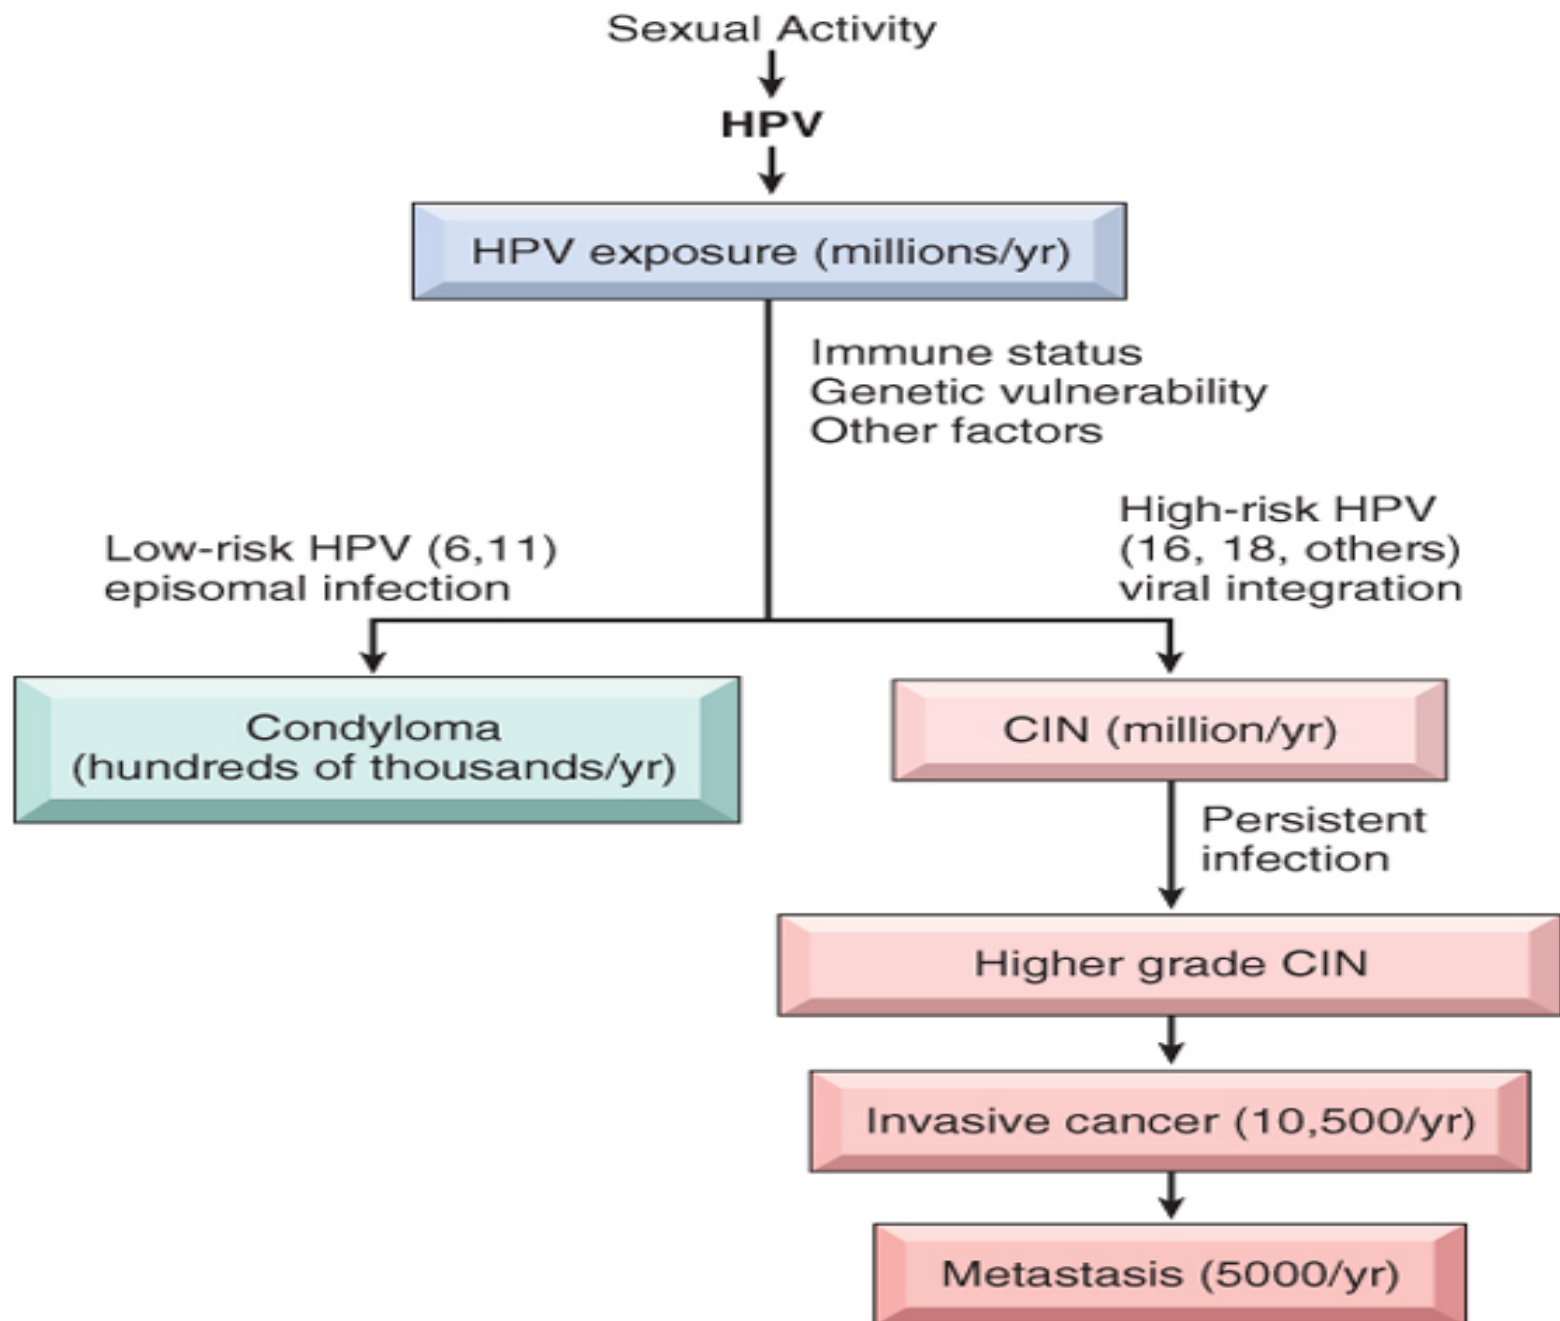 Sexual Activity
HPV
HPV exposure (millions/yr)
Immune status
Genetic vulnerability
Other factors
Low-risk HPV (6,11)
episomal infection
High-risk HPV
(16, 18, others)
viral integration
Condyloma
(hundreds of thousands/yr)
CIN (million/yr)
Persistent
infection
Higher grade CIN
Invasive cancer (10,500/yr)
Metastasis (5000/yr)